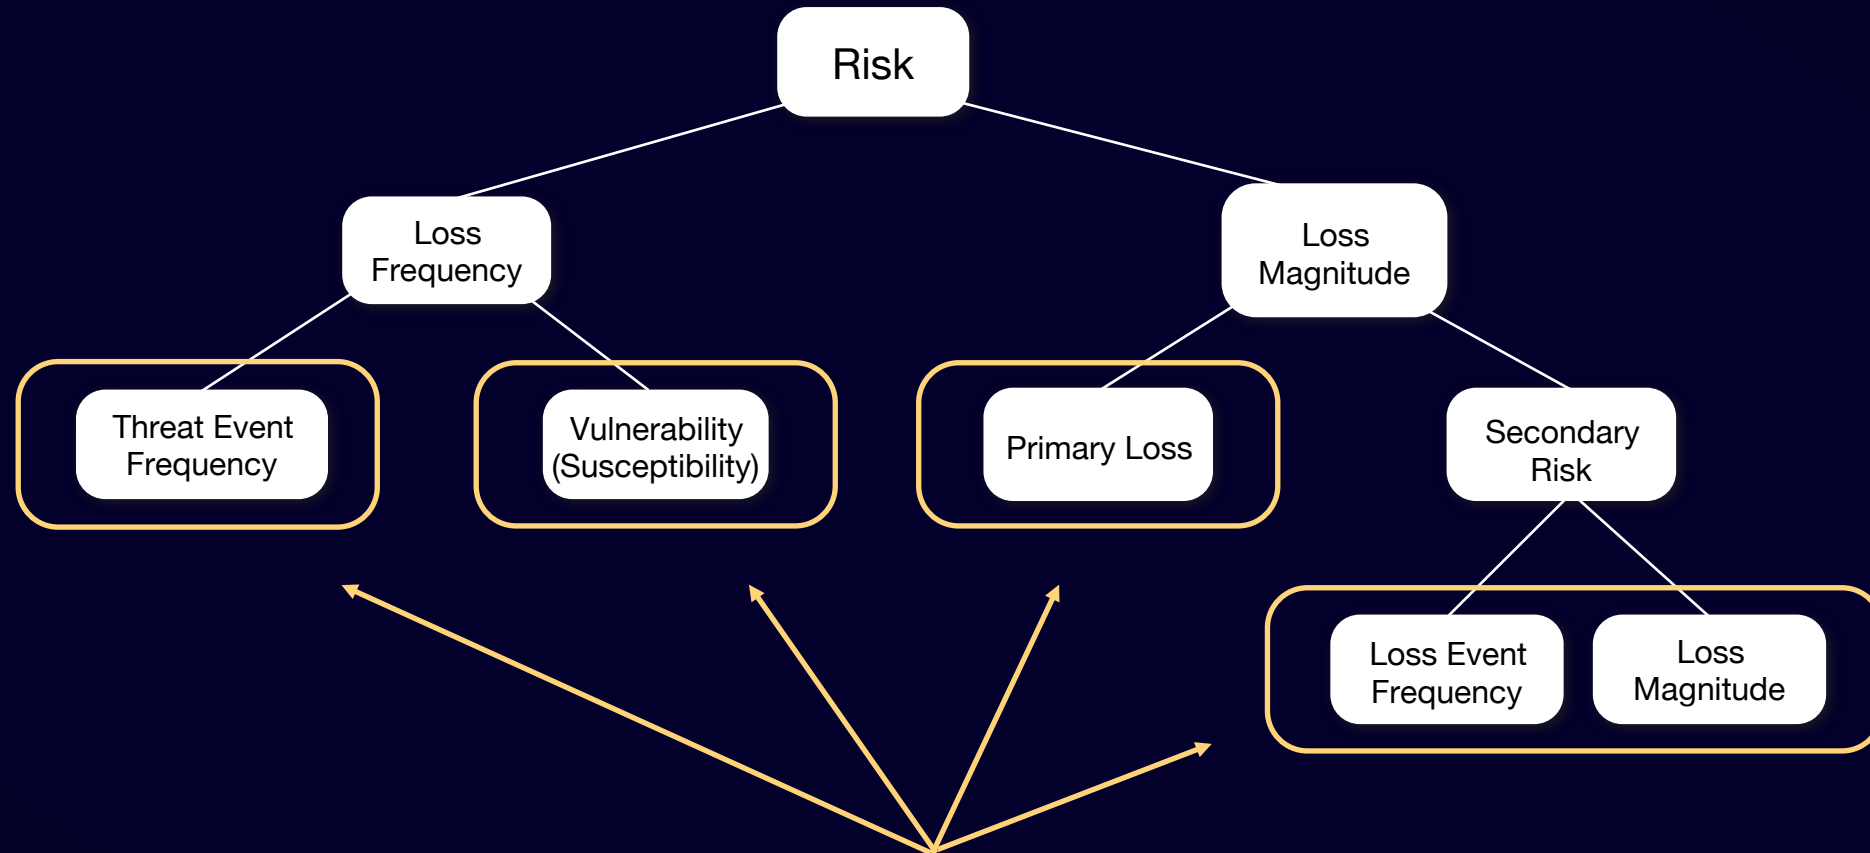 Risk
Loss
Frequency
Loss
Magnitude
Threat Event
Frequency
Vulnerability
(Susceptibility)
Primary Loss
Secondary
Risk
Loss Event
Frequency
Loss
Magnitude